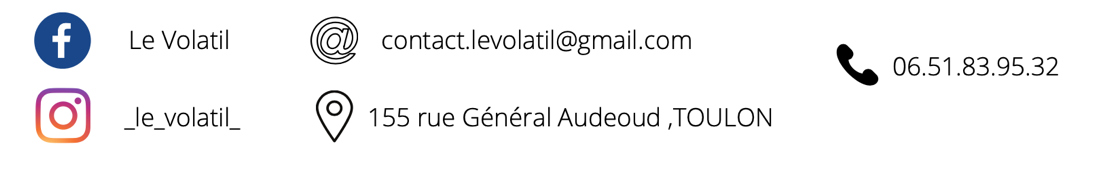 Le Volatil
contact.levolatil@gmail.com
06.51.83.95.32
_le_volatil_
155 rue Général Audeoud ,TOULON